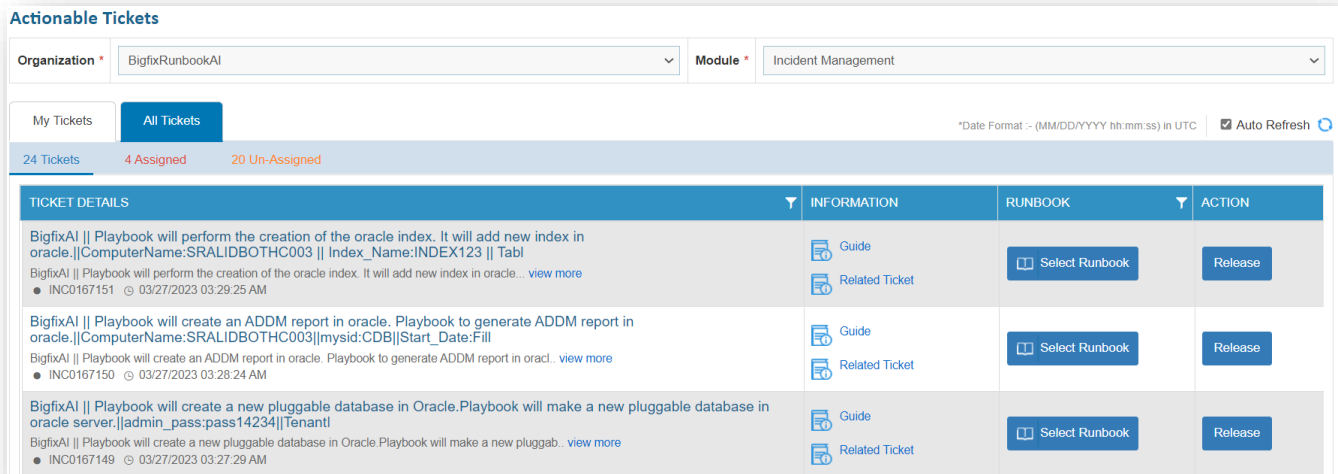 Actionable Tickets
Organization * BigfixRunbookAI Module * Incident Management
My Tickets All Tickets *Date Format :- (MM/DD/YYYY hh:mm:ss) in UTC Auto Refresh
24 Tickets 4 Assigned 20 Un-Assigned
TICKET DETAILS INFORMATION RUNBOOK ACTION
BigfixAI || Playbook will perform the creation of the oracle index. It will add new index in
oracle.||ComputerName:SRALIDBOTHC003 || Index_Name:INDEX123 || Tabl
BigfixAI || Playbook will perform the creation of the oracle index. It will add new index in oracle... view more
INC0167151 03/27/2023 03:29:25 AM
Guide
Related Ticket
Select Runbook
Release
BigfixAI || Playbook will create an ADDM report in oracle. Playbook to generate ADDM report in
oracle.||ComputerName:SRALIDBOTHC003||mysid:CDB||Start_Date:Fill
BigfixAI || Playbook will create an ADDM report in oracle. Playbook to generate ADDM report in oracl.. view more
INC0167150 03/27/2023 03:28:24 AM
Guide
Related Ticket
Select Runbook
Release
BigfixAI || Playbook will create a new pluggable database in Oracle.Playbook will make a new pluggable database in
oracle server.||admin_pass:pass14234||Tenantl
BigfixAI || Playbook will create a new pluggable database in Oracle.Playbook will make a new pluggab.. view more
INC0167149 03/27/2023 03:27:29 AM
Guide
Related Ticket
Select Runbook
Release